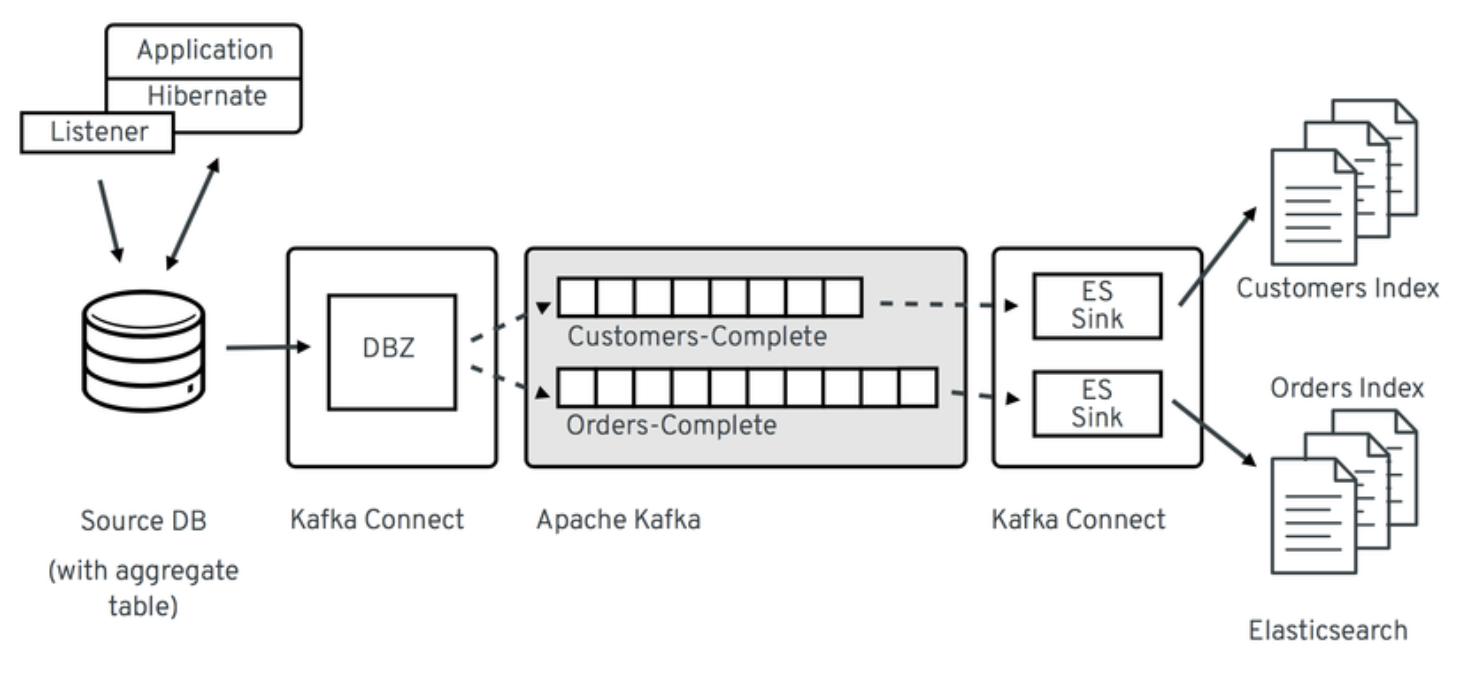 Application
Hibernate
Listener
DBZ
Customers-Complete
Orders-Complete
ES
Sink
ES
Sink
Customers Index
Orders Index
Source DB
(with aggregate
table)
Kafka Connect
Apache Kafka
Kafka Connect
Elasticsearch